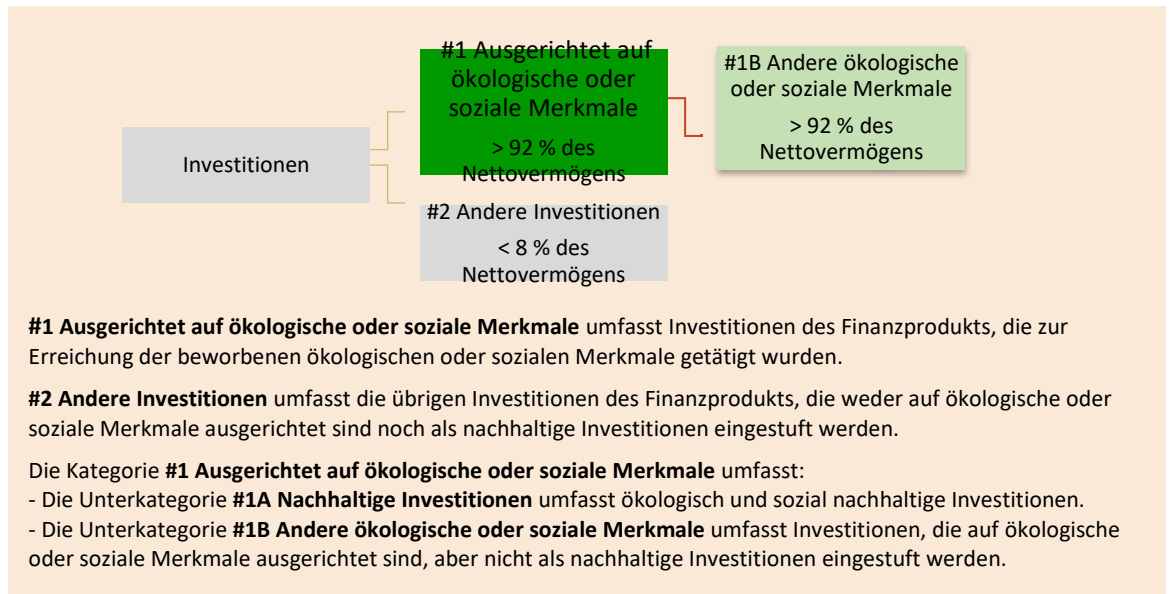 #1 Ausgerichtet auf
ökologische oder
soziale Merkmale
> 92 % des
Nettovermögens
#1B Andere ökologische
oder soziale Merkmale
> 92 % des
Nettovermögens
Investitionen
#2 Andere Investitionen
< 8 % des
Nettovermögens
#1 Ausgerichtet auf ökologische oder soziale Merkmale umfasst Investitionen des Finanzprodukts, die zur
Erreichung der beworbenen ökologischen oder sozialen Merkmale getätigt wurden.
#2 Andere Investitionen umfasst die übrigen Investitionen des Finanzprodukts, die weder auf ökologische oder
soziale Merkmale ausgerichtet sind noch als nachhaltige Investitionen eingestuft werden.
Die Kategorie #1 Ausgerichtet auf ökologische oder soziale Merkmale umfasst:
- Die Unterkategorie #1A Nachhaltige Investitionen umfasst ökologisch und sozial nachhaltige Investitionen.
- Die Unterkategorie #1B Andere ökologische oder soziale Merkmale umfasst Investitionen, die auf ökologische
oder soziale Merkmale ausgerichtet sind, aber nicht als nachhaltige Investitionen eingestuft werden.